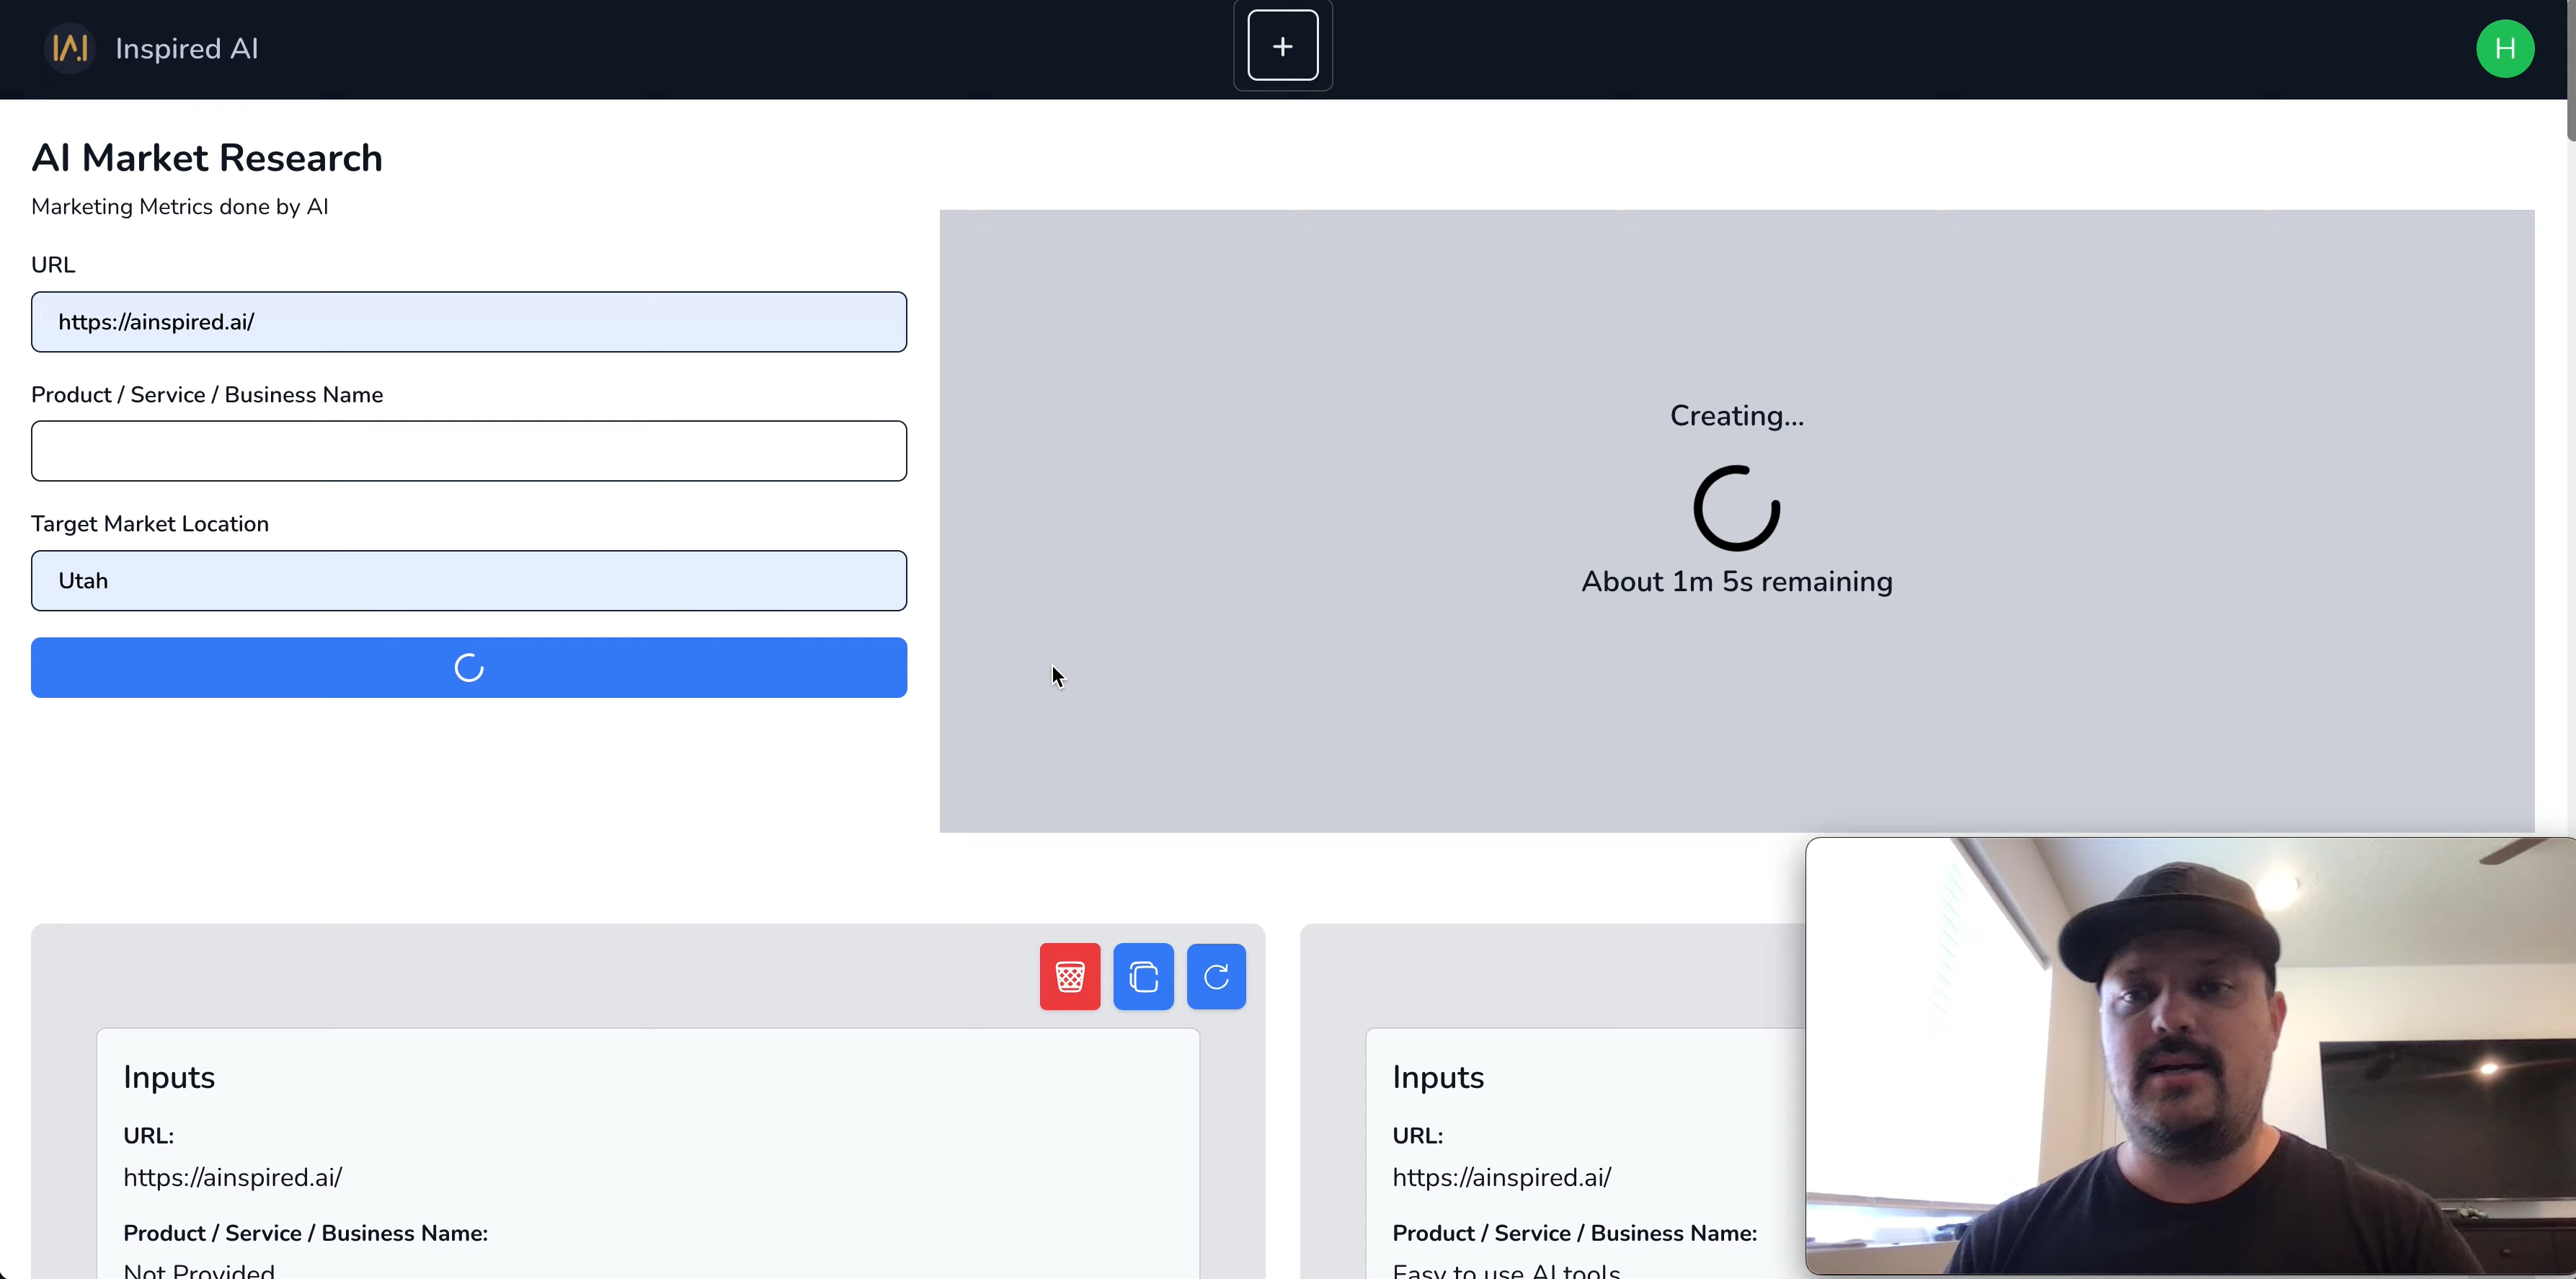 IAI
Inspired AI
+
H
AI Market Research
Marketing Metrics done by AI
URL
https://ainspired.ai/
Product / Service / Business Name
Target Market Location
Utah
Creating...
About 1m 5s remaining
Inputs
URL:
https://ainspired.ai/
Product / Service / Business Name:
Not Provided
Inputs
URL:
https://ainspired.ai/
Product / Service / Business Name:
Easy to use AI tools